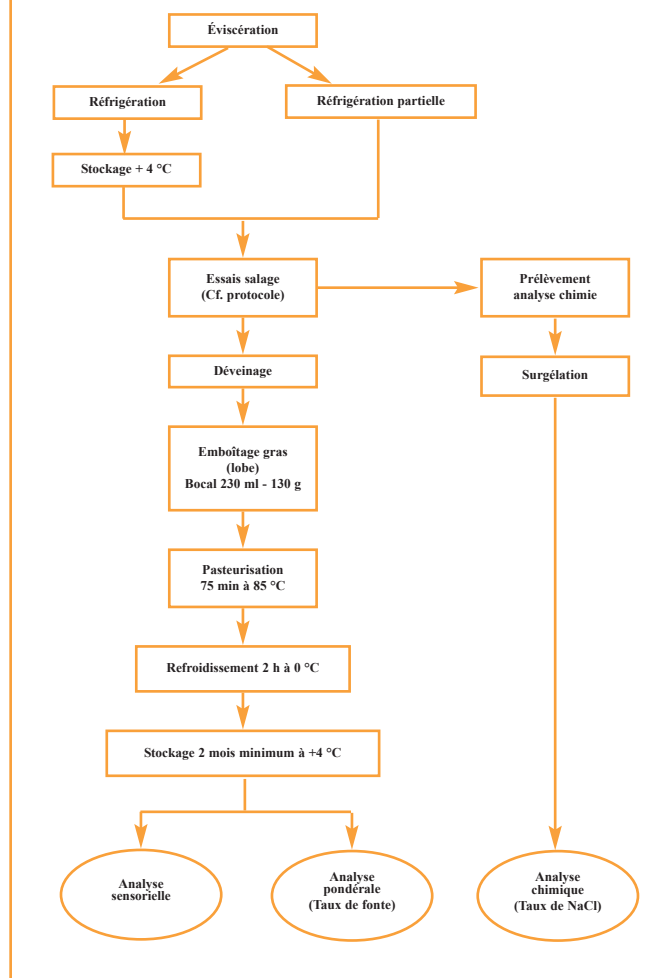 Éviscération
Réfrigération
Réfrigération partielle
Stockage + 4 °C
Essais salage
(Cf. protocole)
Prélèvement
analyse chimie
Déveinage
Surgélation
Emboîtage gras
(lobe)
Bocal 230 ml - 130 g
Pasteurisation
75 min à 85 °C
Refroidissement 2 h à 0 °C
Stockage 2 mois minimum à +4 °C
Analyse
sensorielle
Analyse
pondérale
(Taux de fonte)
Analyse
chimique
(Taux de NaCl)